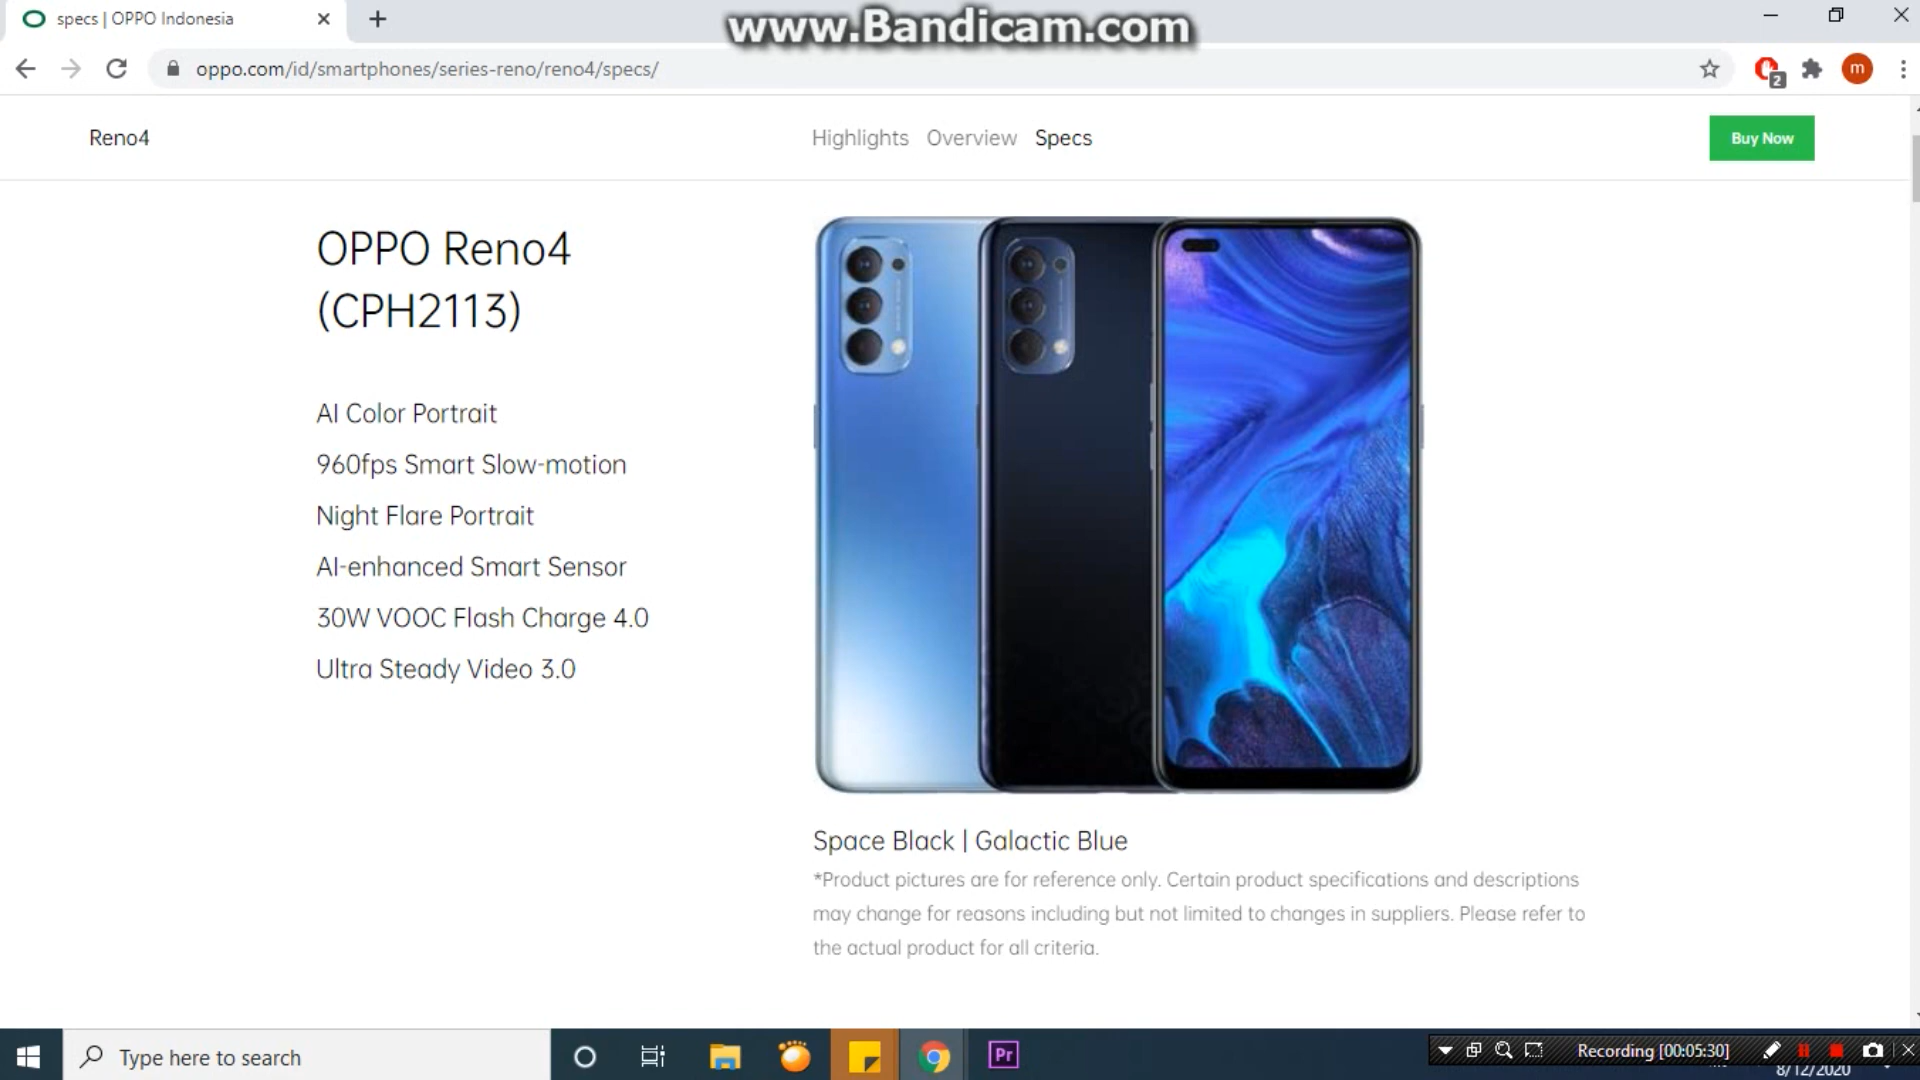 specs | OPPO Indonesia
www.Bandicam.com
oppo.com/id/smartphones/series-reno/reno4/specs/
2
m
Reno4
Highlights Overview Specs
Buy Now
OPPO Reno4
(CPH2113)
AI Color Portrait
960fps Smart Slow-motion
Night Flare Portrait
AI-enhanced Smart Sensor
30W VOOC Flash Charge 4.0
Ultra Steady Video 3.0
Space Black | Galactic Blue
*Product pictures are for reference only. Certain product specifications and descriptions
may change for reasons including but not limited to changes in suppliers. Please refer to
the actual product for all criteria.
Type here to search
Pr
Recording [00:05:30]
8/12/2020